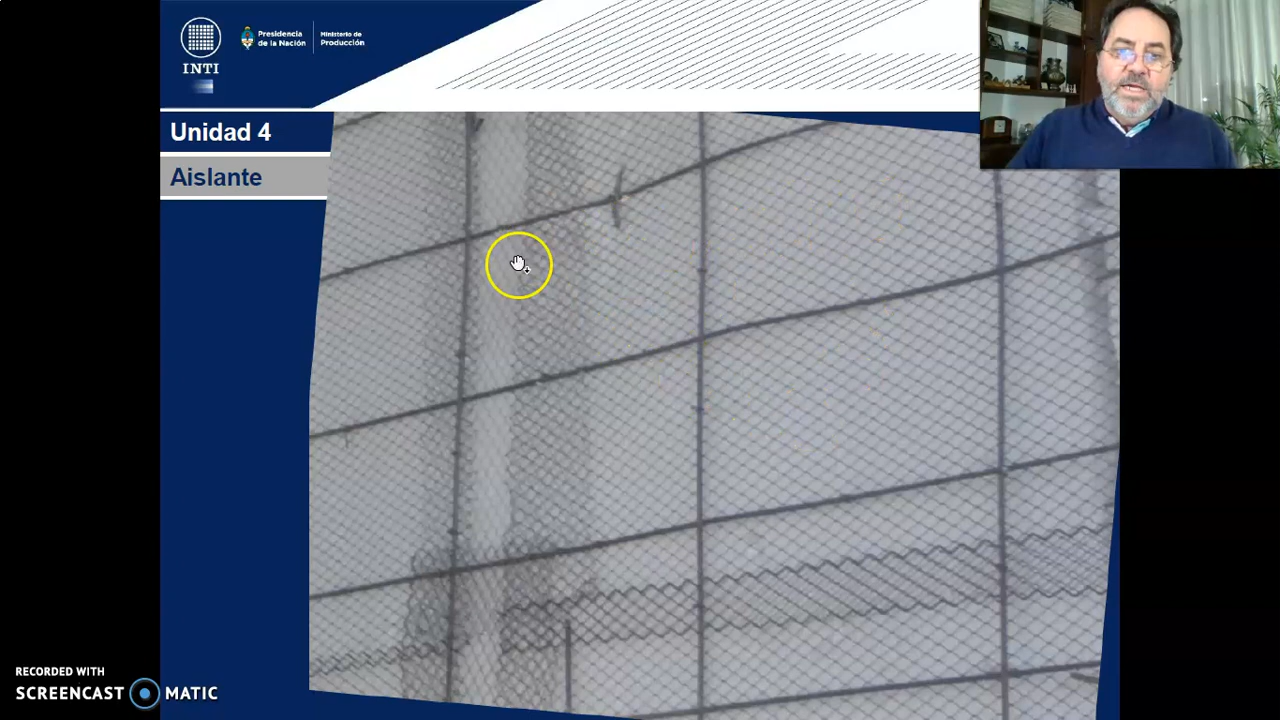 INTI
Presidencia
de la Nación
Ministerio de
Producción
Unidad 4
Aislante
RECORDED WITH
SCREENCAST MATIC